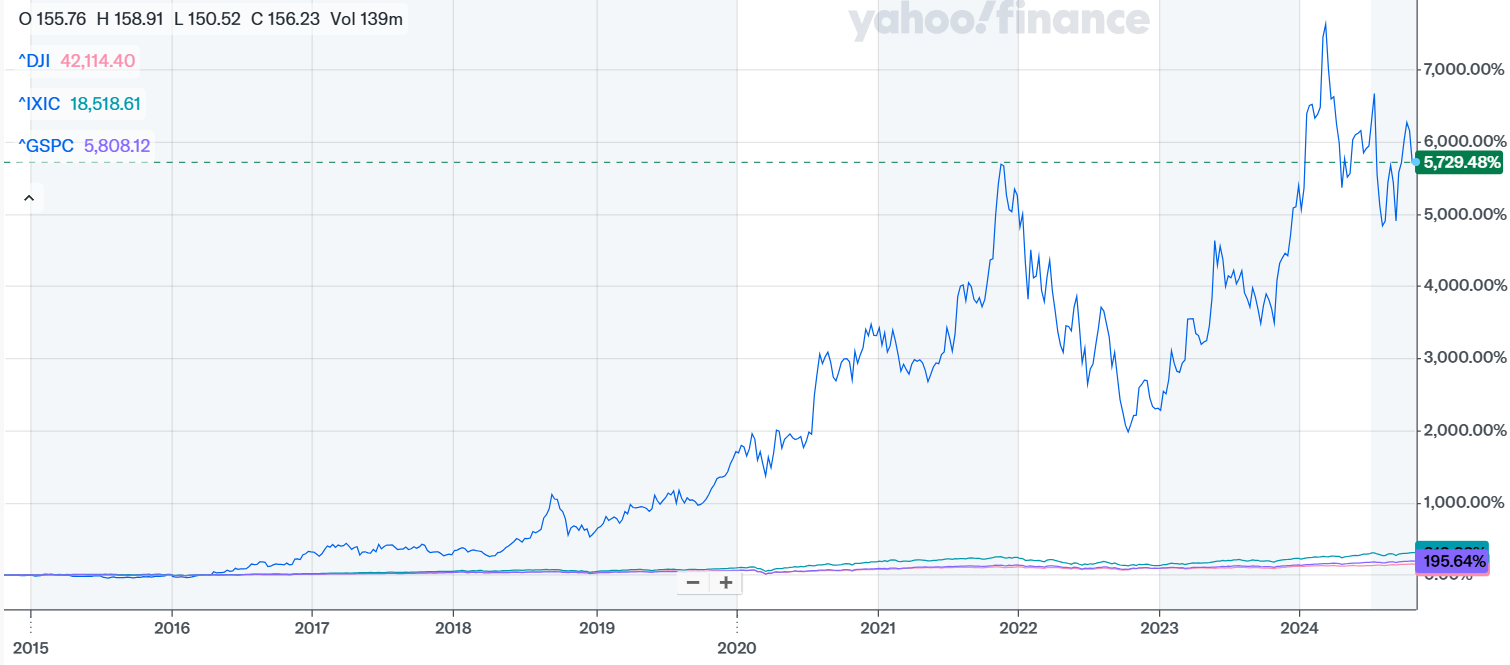 O 155.76 H 158.91 L 150.52 C 156.23 Vol 139m
yahoo!finance
^DJI 42,114.40
^IXIC 18,518.61
^GSPC 5,808.12
7,000.00%
6,000.00%
5,729.48%
5,000.00%
4,000.00%
3,000.00%
2,000.00%
1,000.00%
195.64%
2016 2017 2018 2019 2021 2022 2023 2024
2015 2020